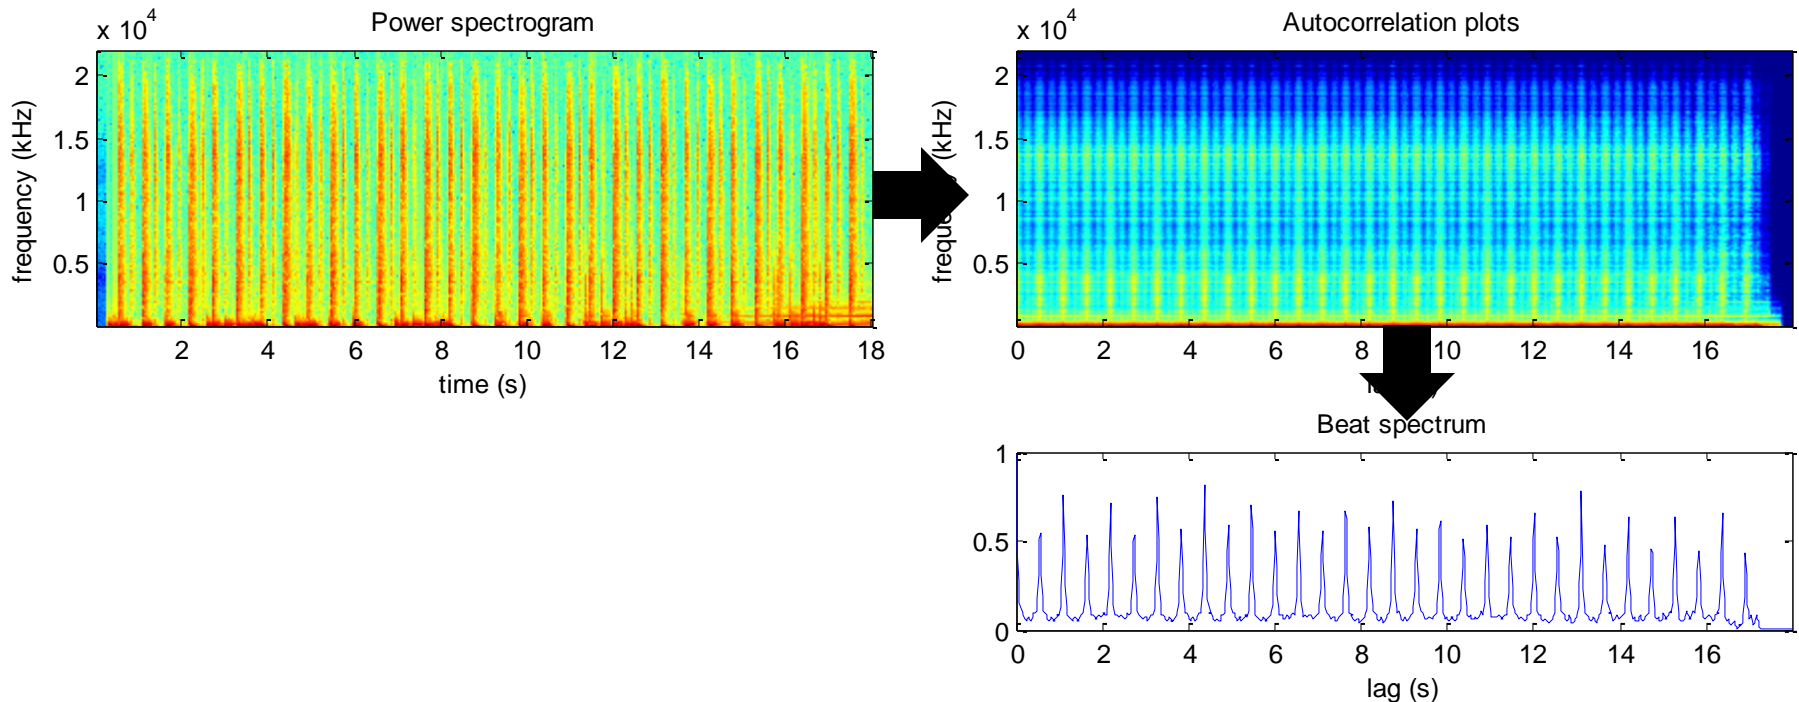 Power spectrogram
x 10^4
frequency (kHz)
2
1.5
1
0.5
2 4 6 8 10 12 14 16 18
time (s)
Autocorrelation plots
x 10^4
(kHz)
2
1.5
1
0.5
0 2 4 6 8 10 12 14 16
Beat spectrum
1
0.5
0
0 2 4 6 8 10 12 14 16
lag (s)